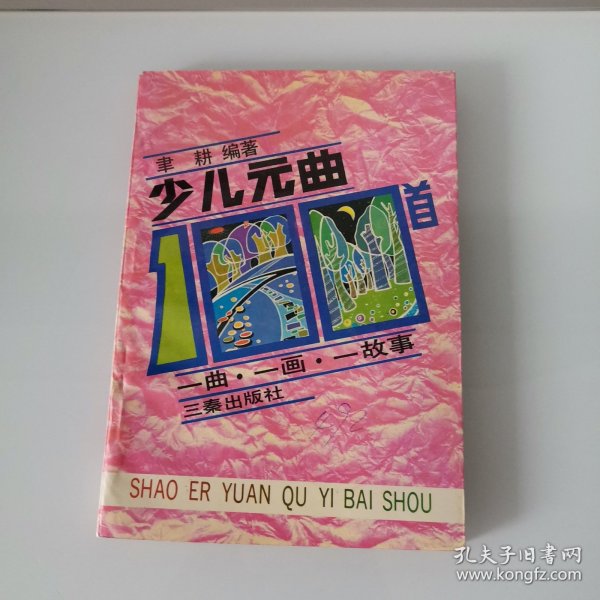 聿 耕 编著
少儿元曲
100首
一曲·一画·一故事
三秦出版社
SHAO ER YUAN QU YI BAI SHOU
孔夫子旧书网
www.kongfz.com